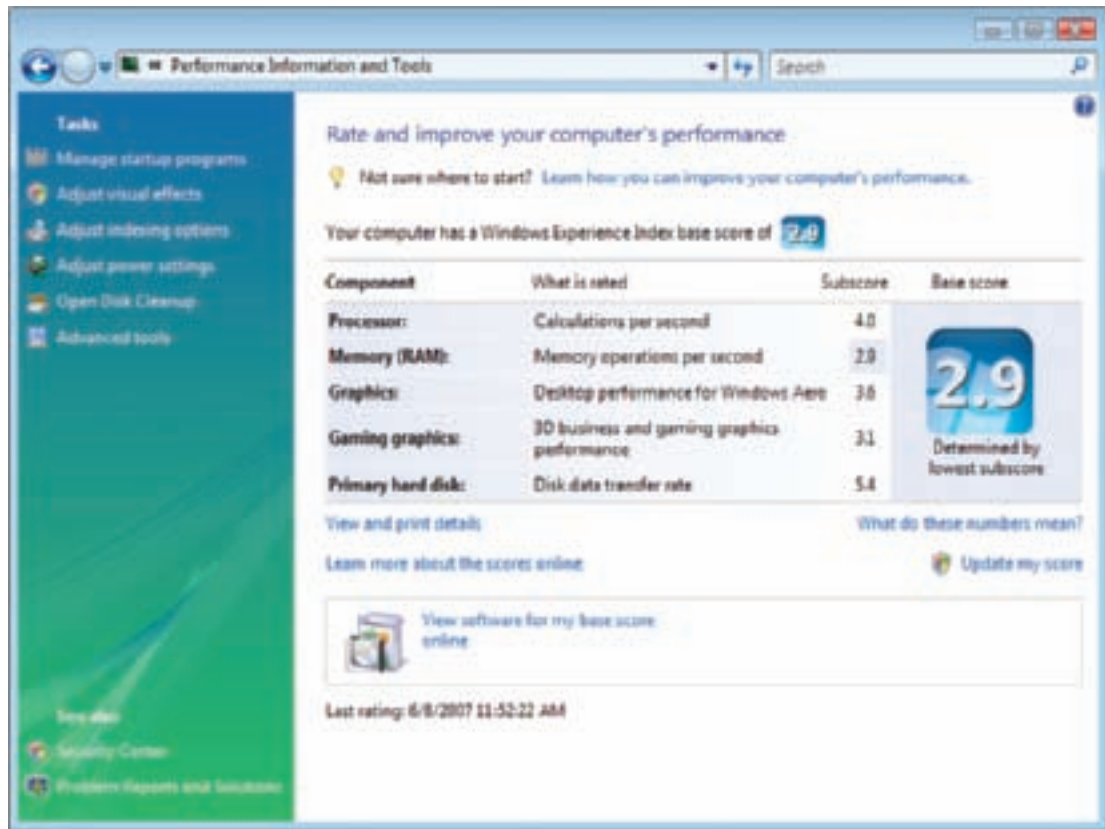 Performance Information and Tools
Search
Tasks
Manage startup programs
Adjust visual effects
Adjust indexing options
Adjust power settings
Open Disk Cleanup
Advanced tools
Rate and improve your computer's performance
Not sure where to start? Learn how you can improve your computer's performance.
Your computer has a Windows Experience Index base score of 2.9
Component What is rated Subscore Base score
Processor: Calculations per second 4.0
Memory (RAM): Memory operations per second 2.9
Graphics: Desktop performance for Windows Aero 3.6
Gaming graphics: 3D business and gaming graphics
performance 3.1
Primary hard disk: Disk data transfer rate 5.4
2.9
Determined by
lowest subscore
View and print details What do these numbers mean?
Learn more about the scores online Update my score
View software for my base score
online
Last rating: 6/8/2007 11:52:22 AM
See also
Security Center
Problem Reports and Solutions